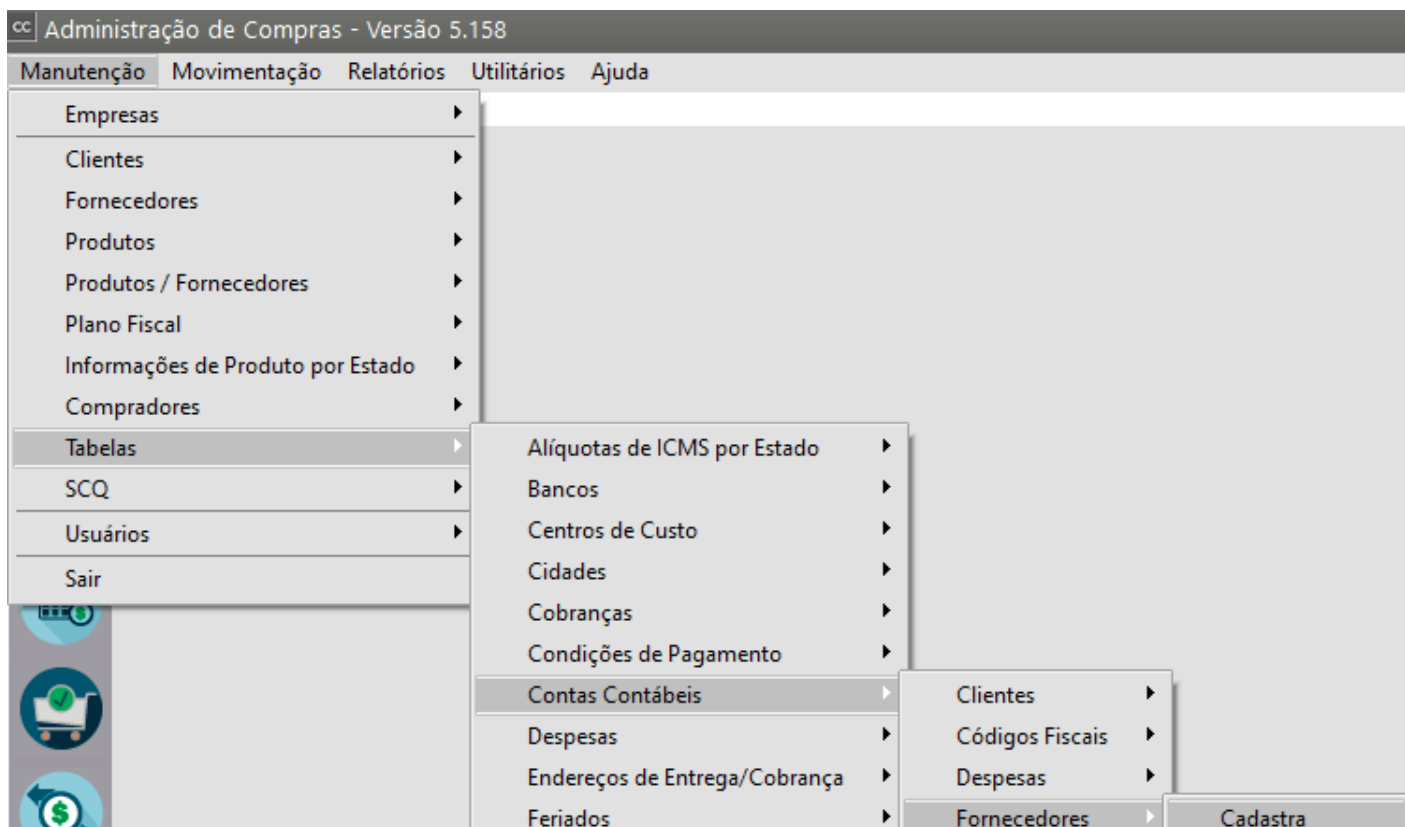 cc Administração de Compras - Versão 5.158
Manutenção Movimentação Relatórios Utilitários Ajuda
Empresas
Clientes
Fornecedores
Produtos
Produtos / Fornecedores
Plano Fiscal
Informações de Produto por Estado
Compradores
Tabelas
SCQ
Usuários
Sair
Alíquotas de ICMS por Estado
Bancos
Centros de Custo
Cidades
Cobranças
Condições de Pagamento
Contas Contábeis
Despesas
Endereços de Entrega/Cobrança
Feriados
Clientes
Códigos Fiscais
Despesas
Fornecedores
Cadastra